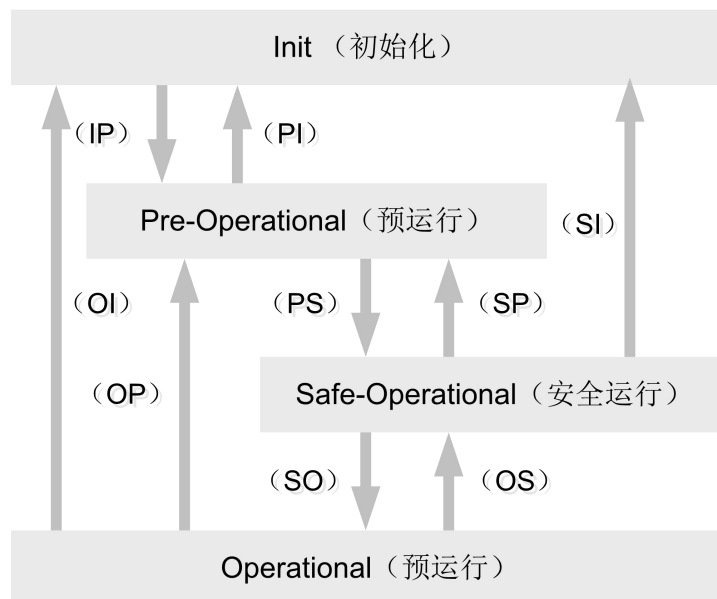 Init （初始化）
（IP）
（PI）
Pre-Operational（预运行）
（SI）
（OI）
（PS）
（SP）
（OP）
Safe-Operational（安全运行）
（SO）
（OS）
Operational（预运行）